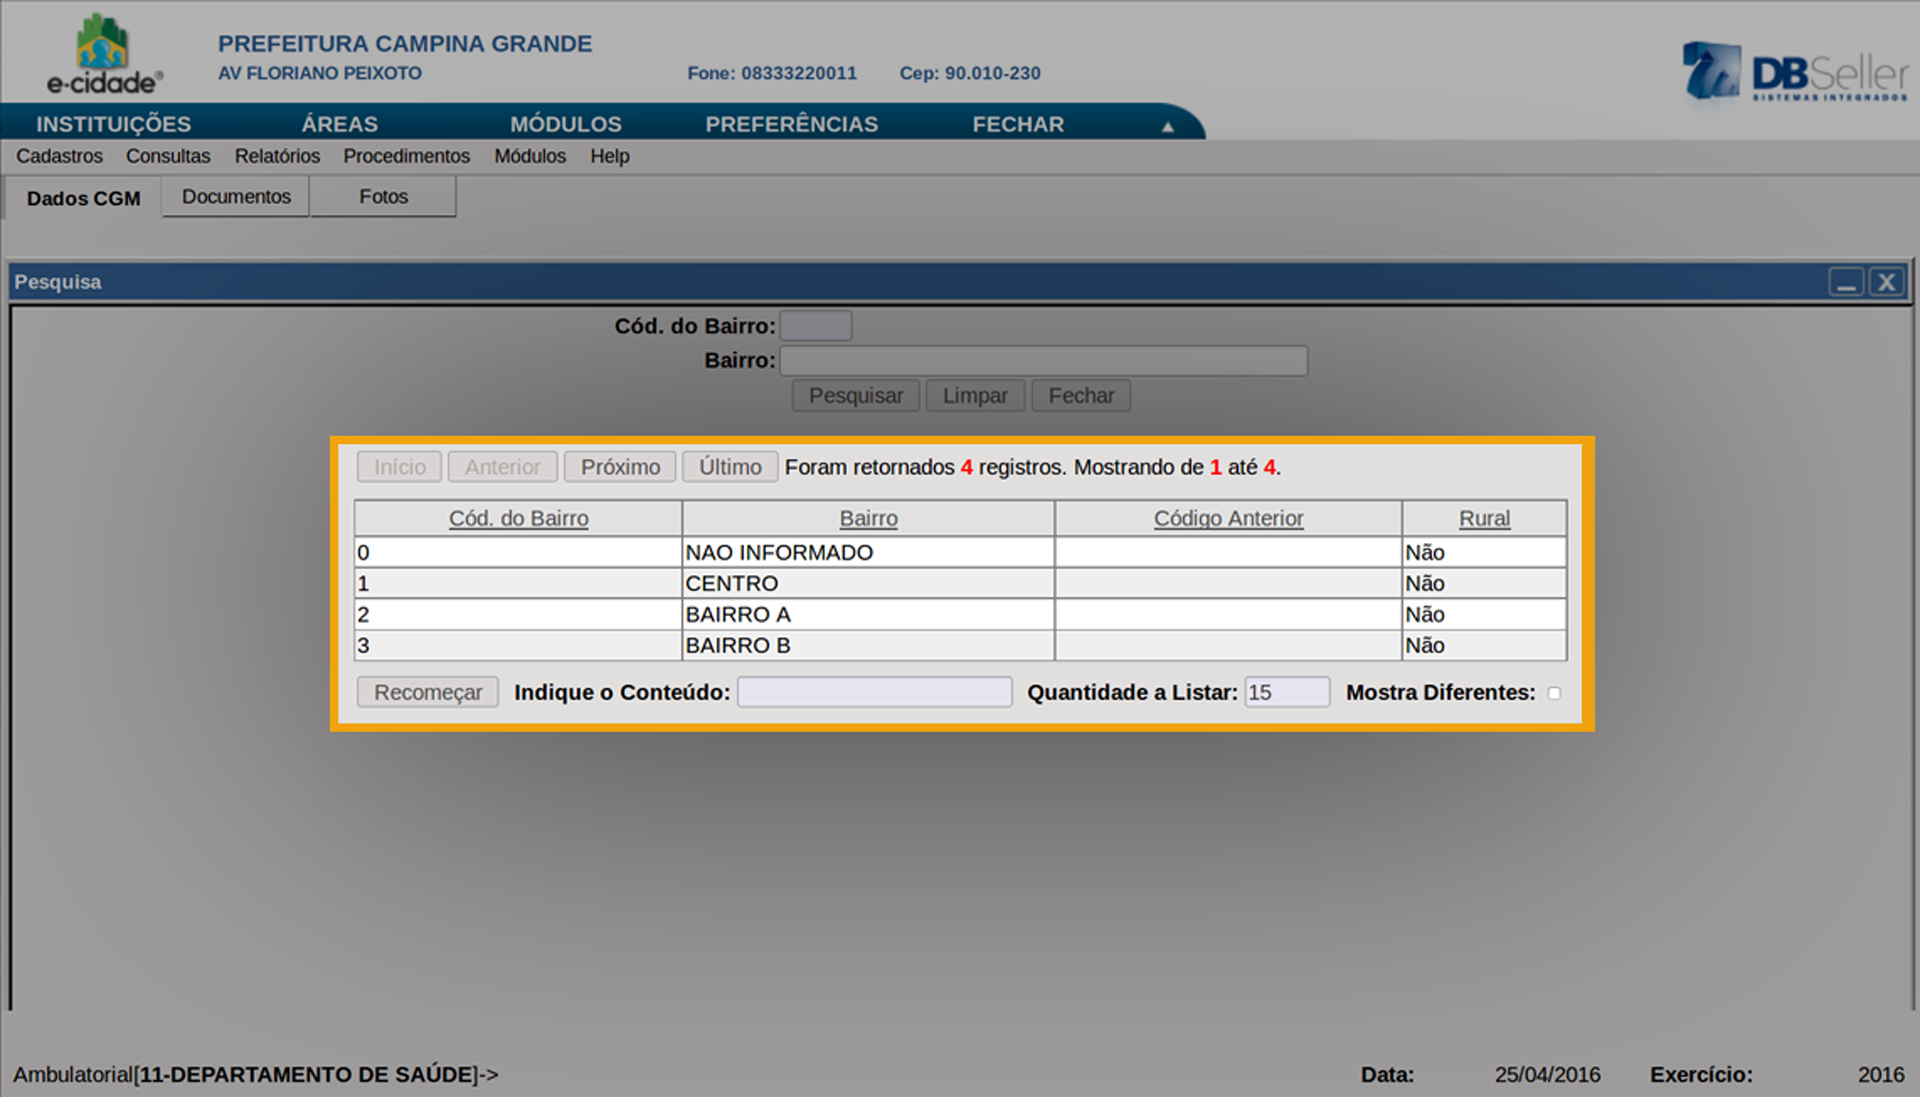 e-cidade®
PREFEITURA CAMPINA GRANDE
AV FLORIANO PEIXOTO Fone: 08333220011 Cep: 90.010-230
DBSeller
SISTEMAS INTEGRADOS
INSTITUIÇÕES ÁREAS MÓDULOS PREFERÊNCIAS FECHAR ▲
Cadastros Consultas Relatórios Procedimentos Módulos Help
Dados CGM Documentos Fotos
Pesquisa X
Cód. do Bairro:
Bairro:
Pesquisar Limpar Fechar
Início Anterior Próximo Último Foram retornados 4 registros. Mostrando de 1 até 4.
Cód. do Bairro Bairro Código Anterior Rural
0 NAO INFORMADO Não
1 CENTRO Não
2 BAIRRO A Não
3 BAIRRO B Não
Recomeçar Indique o Conteúdo: Quantidade a Listar: 15 Mostra Diferentes:
Ambulatorial[11-DEPARTAMENTO DE SAÚDE]-> Data: 25/04/2016 Exercício: 2016